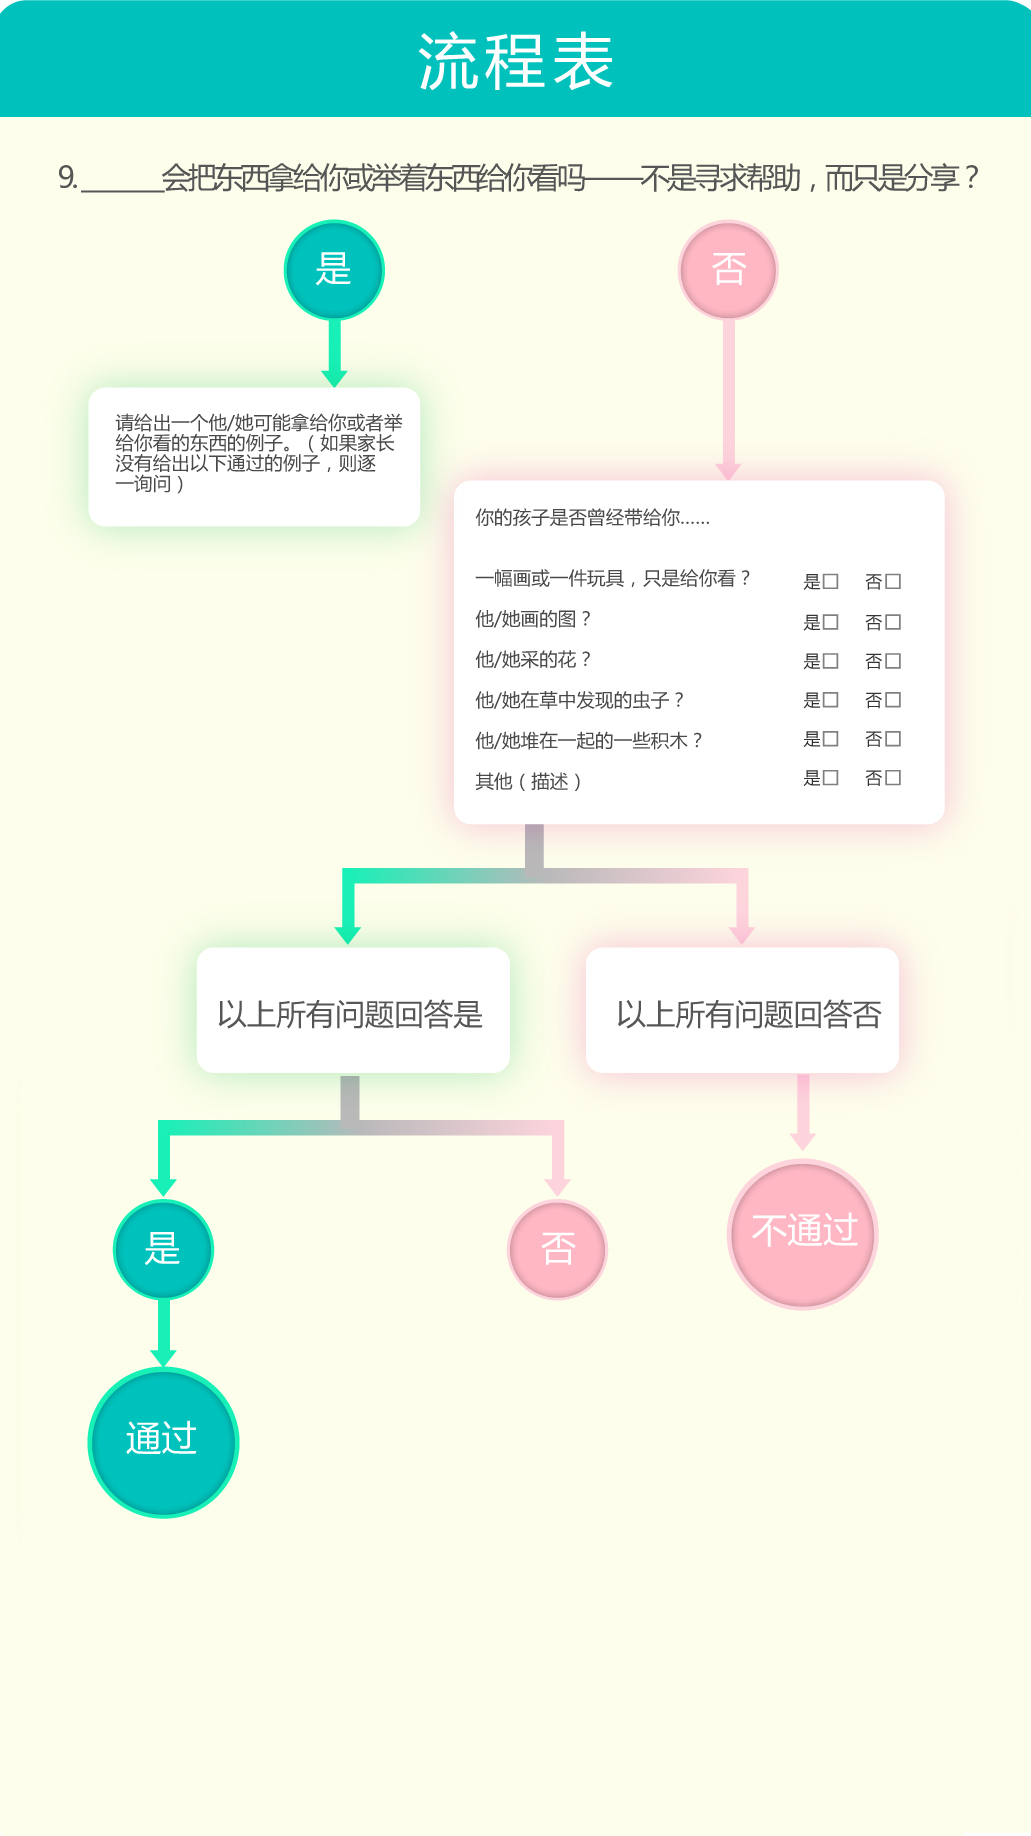 流程表
9.______会把东西拿给你或举着东西给你看吗——不是寻求帮助，而只是分享？
是
否
请给出一个他/她可能拿给你或者举
给你看的东西的例子。（如果家长
没有给出以下通过的例子，则逐
一询问）
你的孩子是否曾经带给你......
一幅画或一件玩具，只是给你看？ 是□ 否□
他/她画的图？ 是□ 否□
他/她采的花？ 是□ 否□
他/她在草中发现的虫子？ 是□ 否□
他/她堆在一起的一些积木？ 是□ 否□
其他（描述） 是□ 否□
以上所有问题回答是
以上所有问题回答否
是
否
不通过
通过